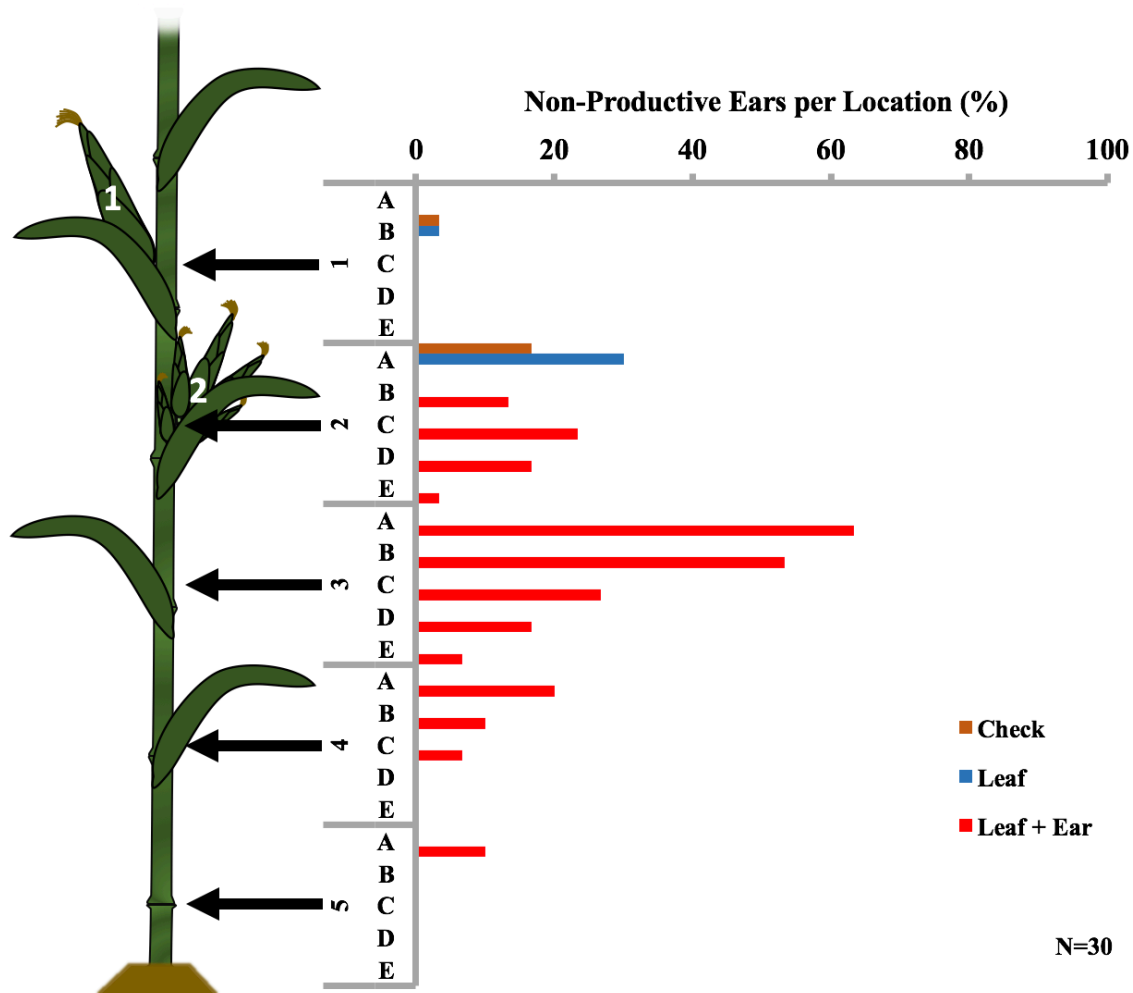 Non-Productive Ears per Location (%)
0 20 40 60 80 100
1
A
B
C
D
E
1
2
A
B
C
D
E
2
A
B
C
D
E
3
A
B
C
D
E
4
A
B
C
D
E
5
Check
Leaf
Leaf + Ear
N=30